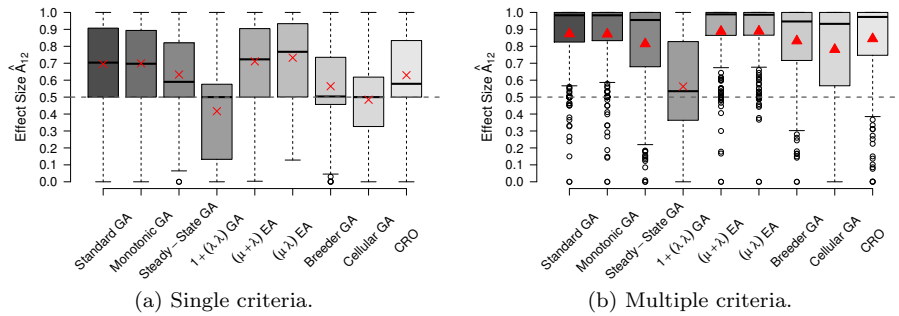 Effect Size Â₁₂
1.0
0.9
0.8
0.7
0.6
0.5
0.4
0.3
0.2
0.1
0.0
Standard GA
Monotonic GA
Steady−State GA
1+(λ,λ) GA
(μ+λ) EA
(μ,λ) EA
Breeder GA
Cellular GA
CRO
(a) Single criteria.
Effect Size Â₁₂
1.0
0.9
0.8
0.7
0.6
0.5
0.4
0.3
0.2
0.1
0.0
Standard GA
Monotonic GA
Steady−State GA
1+(λ,λ) GA
(μ+λ) EA
(μ,λ) EA
Breeder GA
Cellular GA
CRO
(b) Multiple criteria.